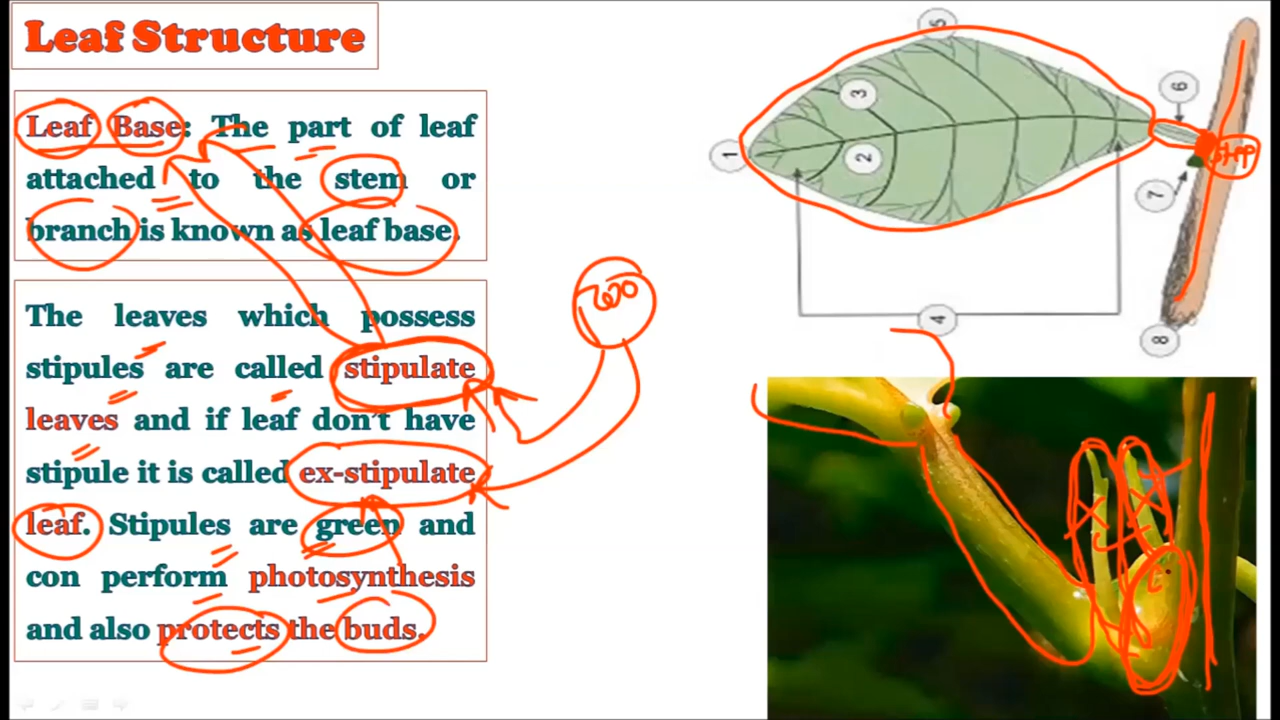 Leaf Structure
Leaf Base: The part of leaf
attached to the stem or
branch is known as leaf base.
The leaves which possess
stipules are called stipulate
leaves and if leaf don't have
stipule it is called ex-stipulate
leaf. Stipules are green and
con perform photosynthesis
and also protects the buds.
5
6
3
1
2
7
4
8